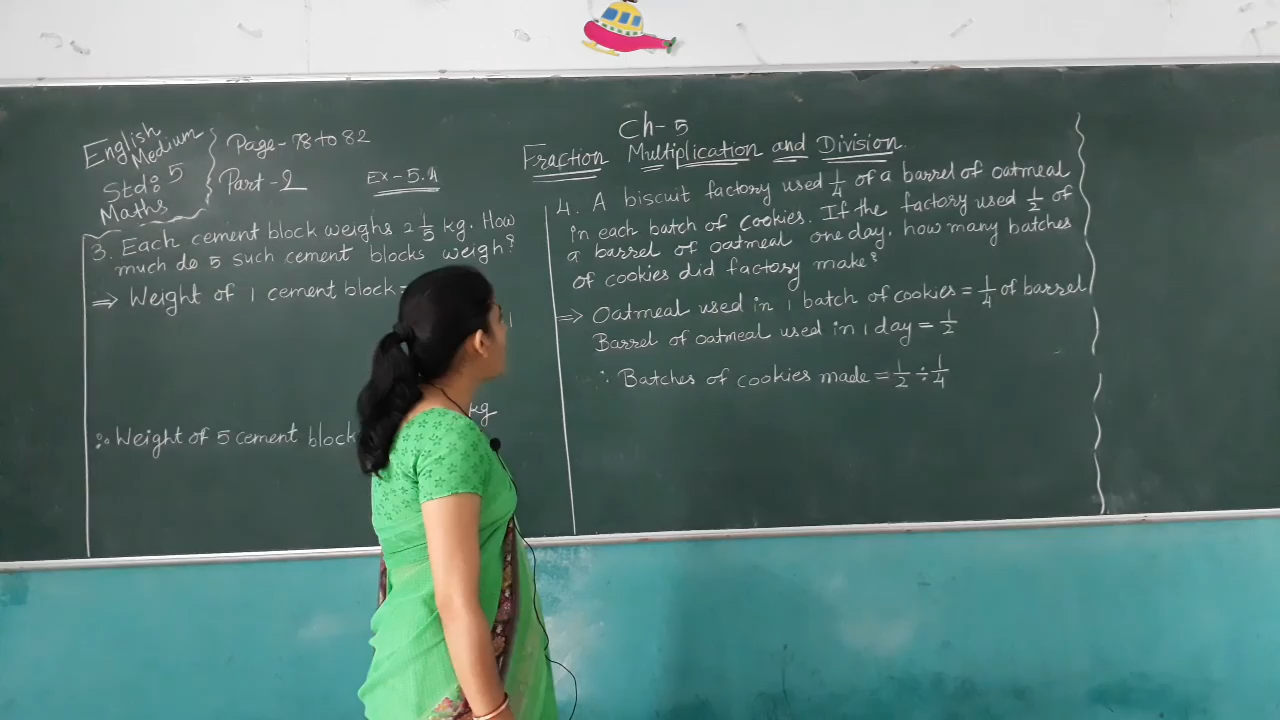 English
Medium
Std: 5
Maths
Page-78 to 82
Part-2
Ex-5.4
Ch-5
Fraction Multiplication and Division.
3. Each cement block weighs 2 1/5 kg. How
much do 5 such cement blocks weigh?
⇒ Weight of 1 cement block=
1
kg
∴ Weight of 5 cement block
4. A biscuit factory used 1/4 of a barrel of oatmeal
in each batch of cookies. If the factory used 1/2 of
a barrel of oatmeal one day. how many batches
of cookies did factory make?
⇒ Oatmeal used in 1 batch of cookies = 1/4 of barrel
Barrel of oatmeal used in 1 day = 1/2
∴ Batches of cookies made = 1/2 ÷ 1/4